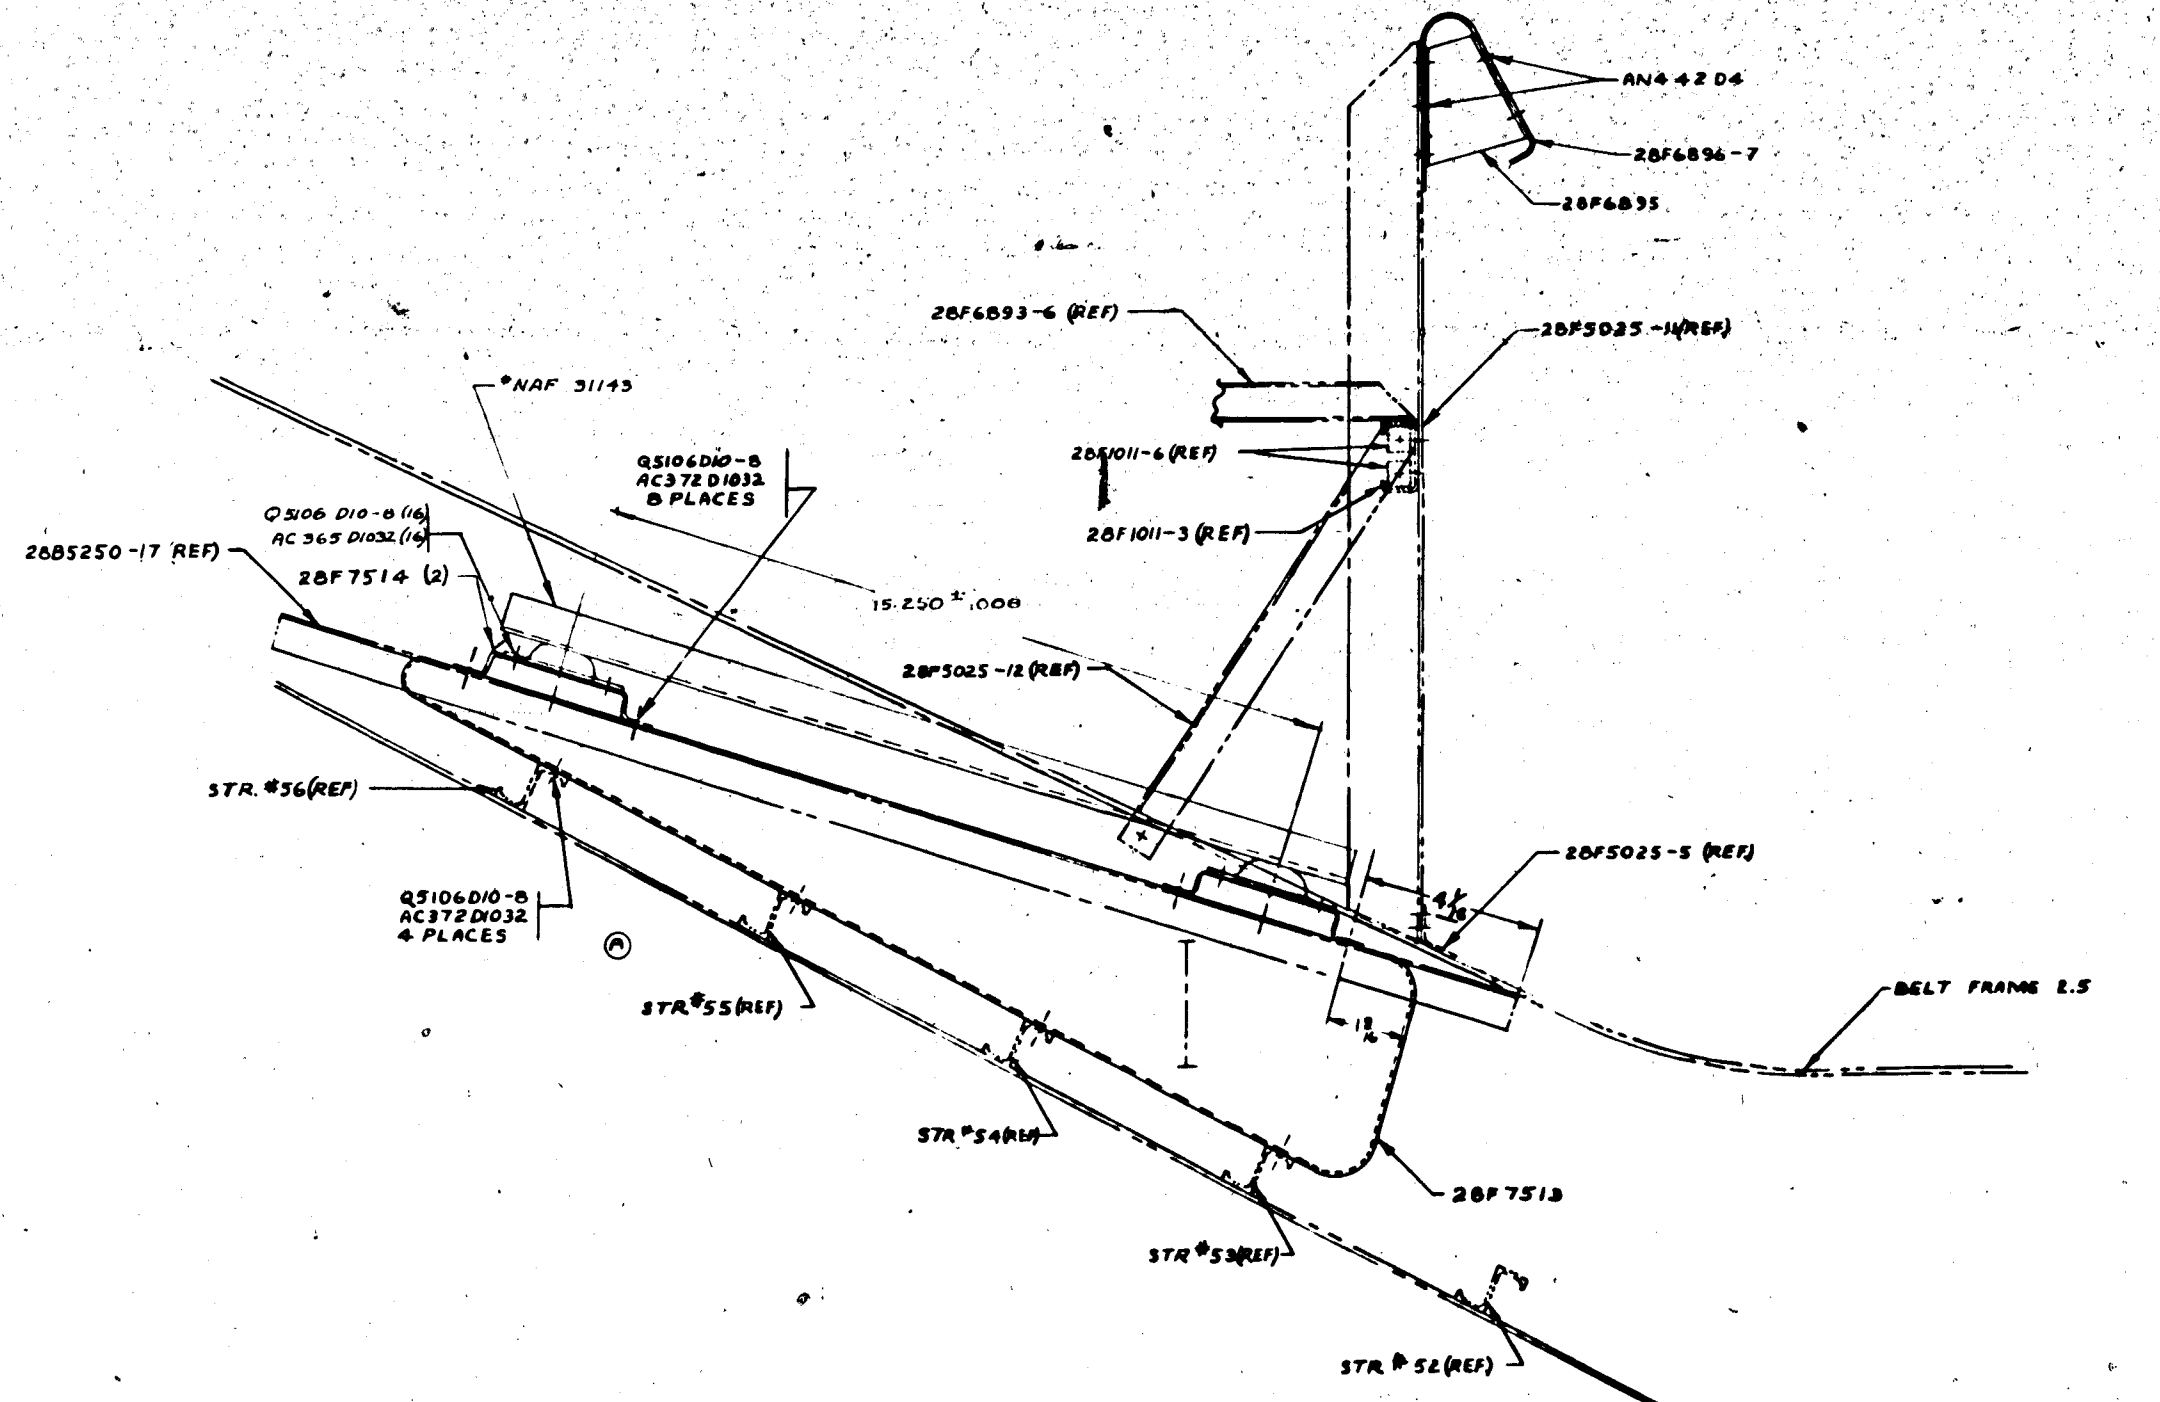 AN442D4
28F6896-7
28F6895
28F6893-6 (REF)
28F5025-11(REF)
*NAF 31143
28F1011-6(REF)
Q5106D10-8
AC372D1032
8 PLACES
Q5106 D10-8 (16)
AC 365 D1032 (16)
28B5250-17 REF)
28F1011-3(REF)
28F7514 (2)
15.250 ± .008
28F5025-12(REF)
STR. #56(REF)
28F5025-5 (REF)
Q5106D10-8
AC372D1032
4 PLACES
A
STR #55(REF)
BELT FRAME 2.5
STR #54(REF)
28F7513
STR #53(REF)
STR # 52(REF)